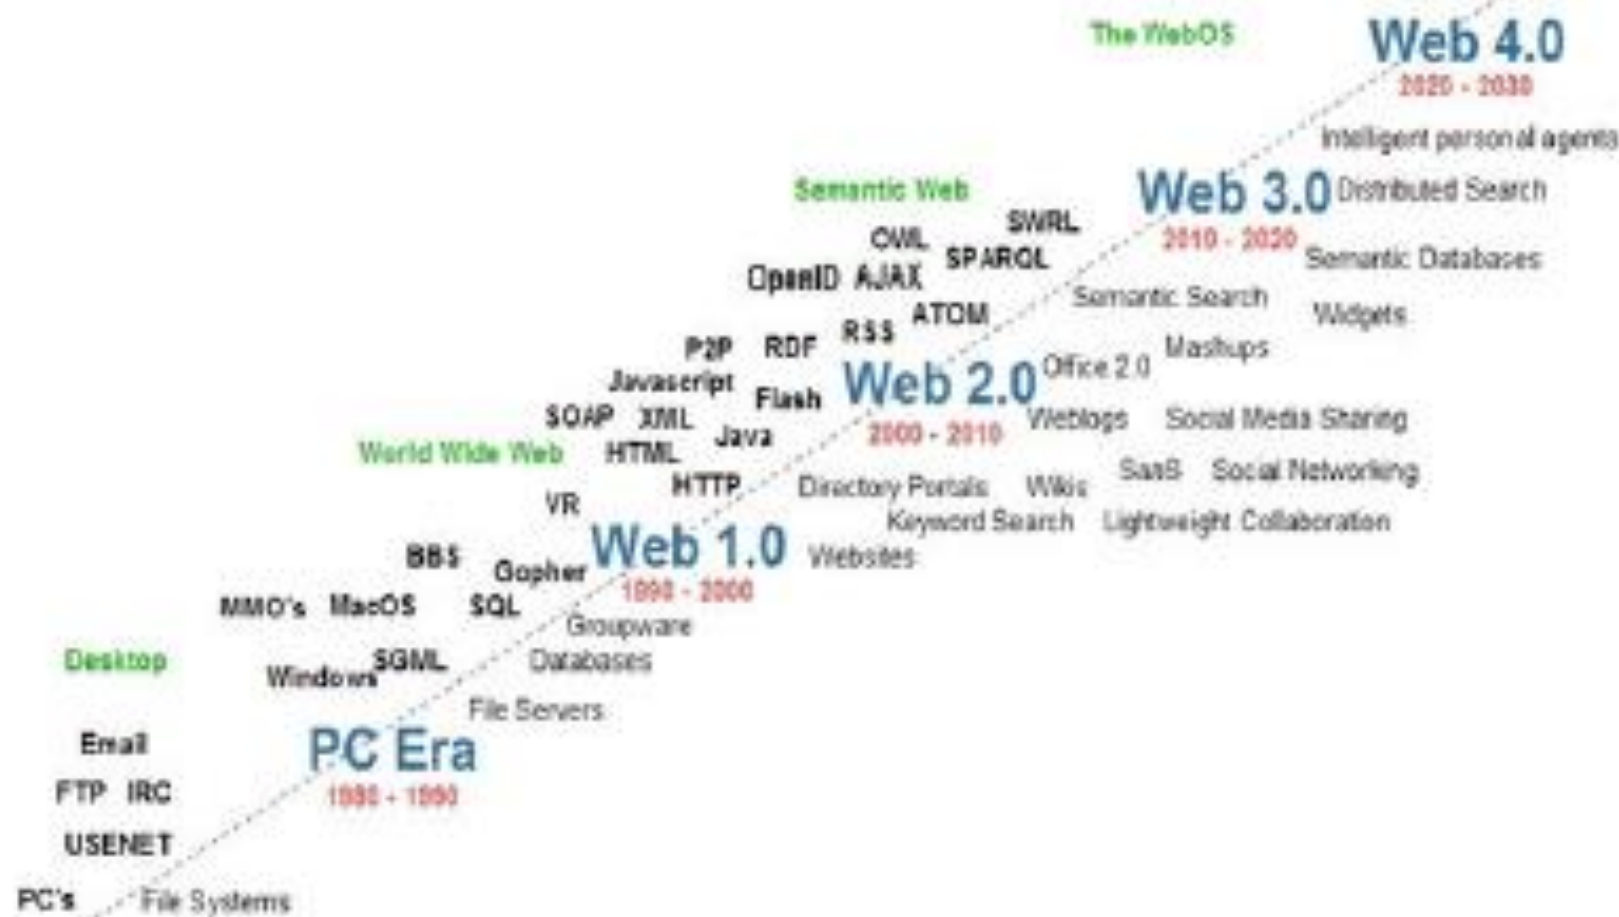 The WebOS
Web 4.0
2020 - 2030
Intelligent personal agents
Semantic Web
Web 3.0
Distributed Search
SWRL
OWL
2010 - 2020
SPARQL
Semantic Databases
OpenID AJAX
Semantic Search
ATOM
Widgets
RSS
P2P RDF
Mashups
Office 2.0
Javascript
Web 2.0
Flash
SOAP XML
Weblogs Social Media Sharing
Java
2000 - 2010
World Wide Web
HTML
SaaS Social Networking
HTTP
Directory Portals Wikis
VR
Keyword Search Lightweight Collaboration
Web 1.0
BBS
Websites
Gopher
1990 - 2000
MMO's MacOS SQL
Groupware
Desktop
SGML
Databases
Windows
File Servers
Email
PC Era
FTP IRC
1980 - 1990
USENET
PC's File Systems